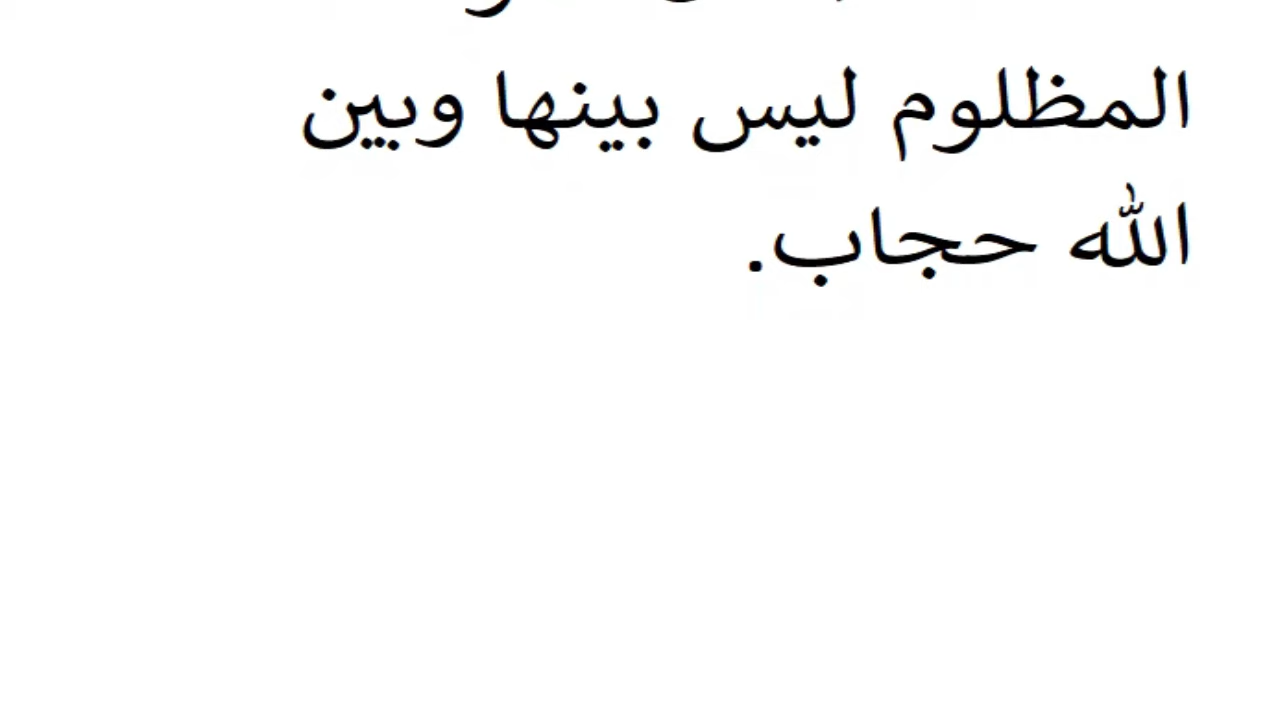 المظلوم ليس بينها وبين
الله حجاب.